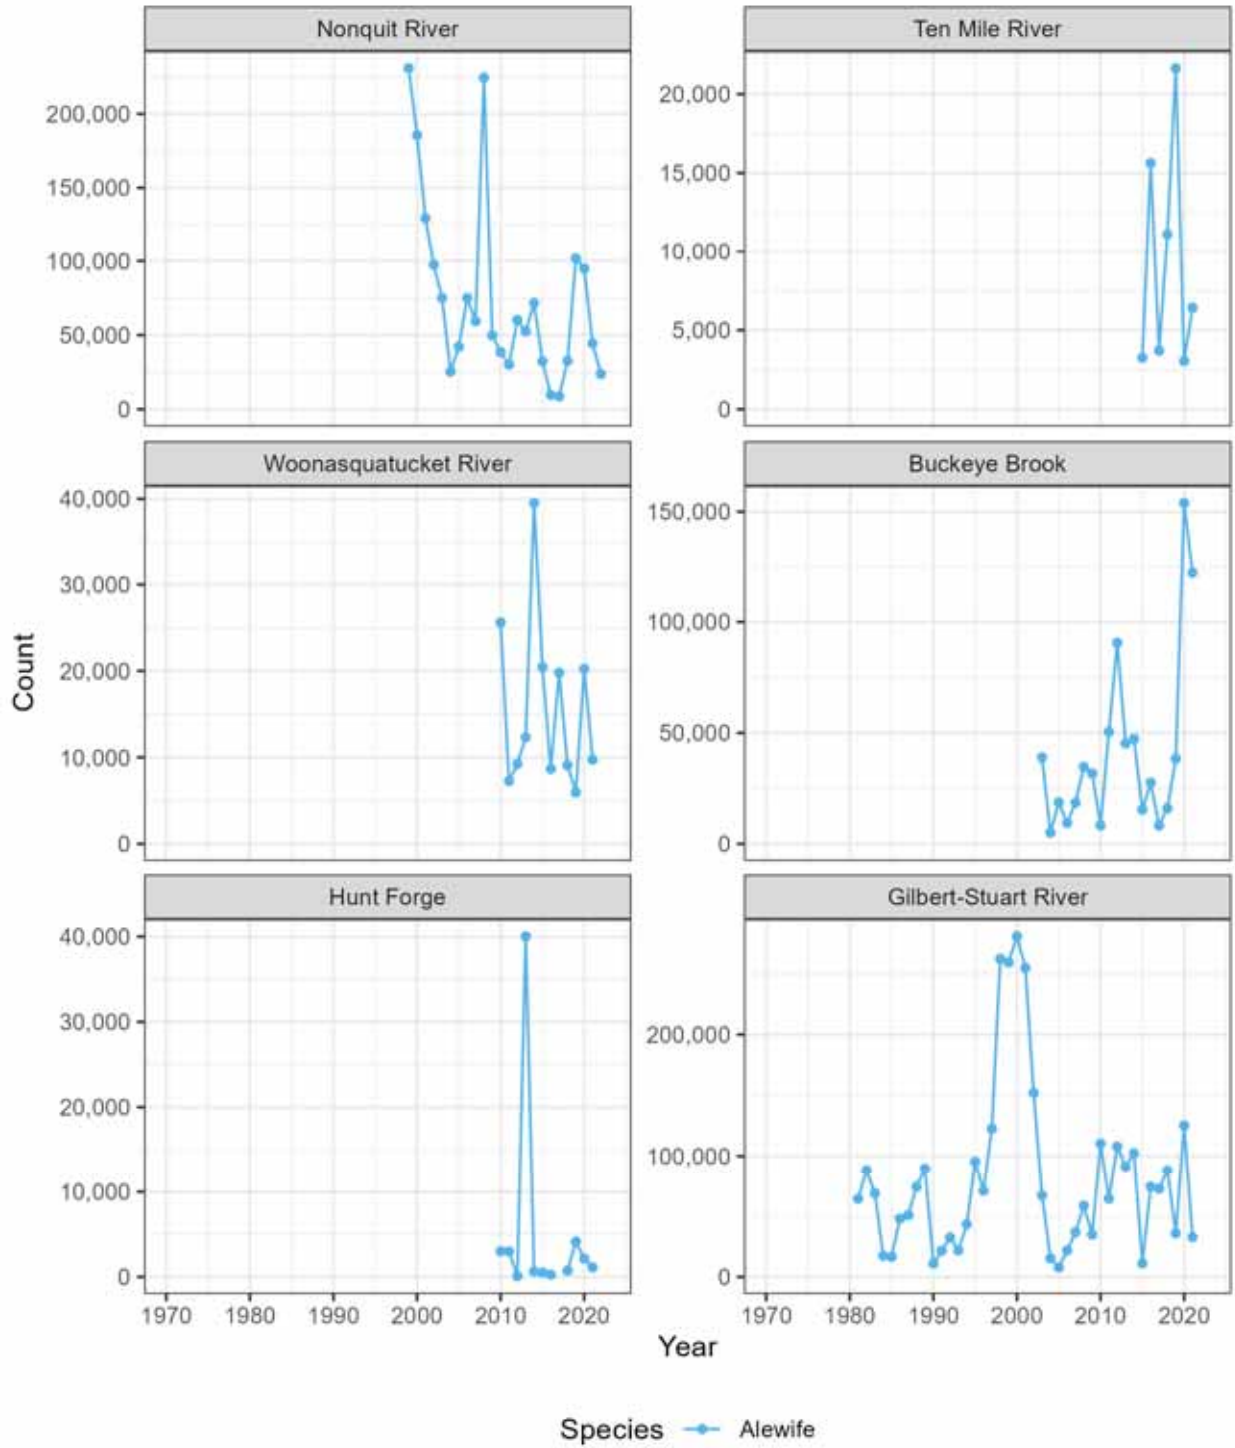 Nonquit River
Ten Mile River
200,000
150,000
100,000
50,000
0
20,000
15,000
10,000
5,000
0
Woonasquatucket River
Buckeye Brook
40,000
30,000
20,000
10,000
0
150,000
100,000
50,000
0
Count
Hunt Forge
Gilbert-Stuart River
40,000
30,000
20,000
10,000
0
200,000
100,000
0
1970 1980 1990 2000 2010 2020
1970 1980 1990 2000 2010 2020
Year
Species Alewife